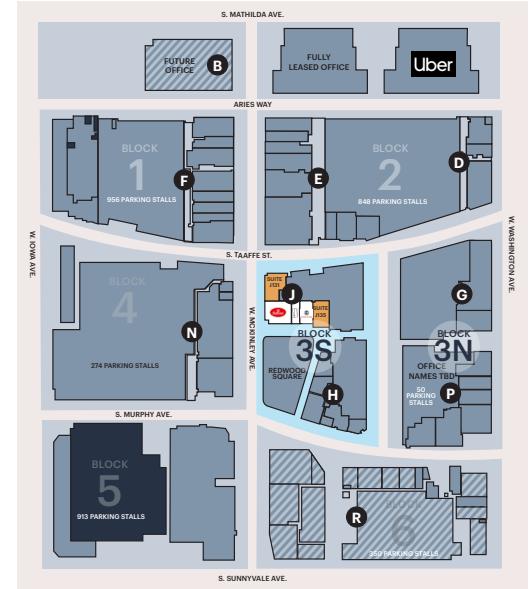 S. MATHILDA AVE.
FUTURE
OFFICE
B
FULLY
LEASED OFFICE
Uber
ARIES WAY
BLOCK
1
956 PARKING STALLS
F
E
BLOCK
2
848 PARKING STALLS
D
W. IOWA AVE.
W. WASHINGTON AVE.
S. TAAFFE ST.
BLOCK
4
274 PARKING STALLS
N
W. MCKINLEY AVE.
SUITE
J131
J
SUITE
J135
BLOCK
3S
REDWOOD
SQUARE
H
G
BLOCK
3N
OFFICE
NAMES TBD
50
PARKING
STALLS
P
S. MURPHY AVE.
BLOCK
5
913 PARKING STALLS
R
BLOCK
6
350 PARKING STALLS
S. SUNNYVALE AVE.